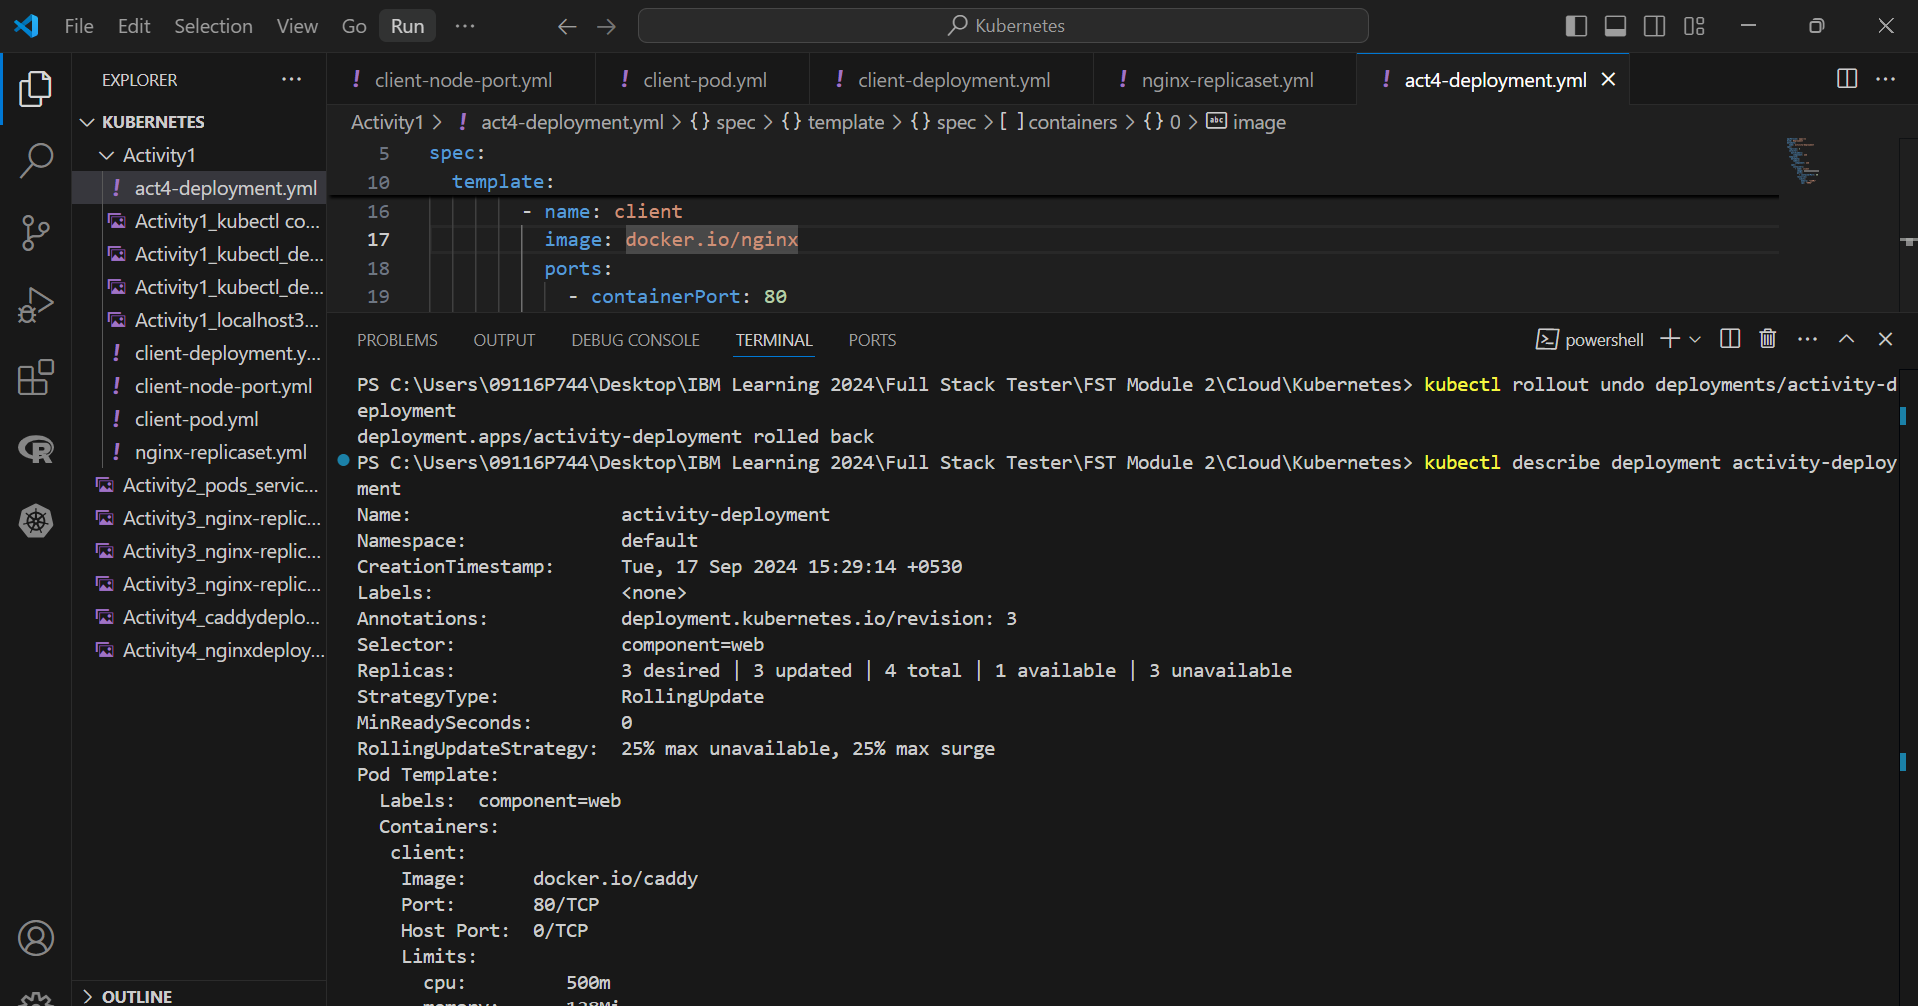 File Edit Selection View Go Run ···
Kubernetes
EXPLORER ···
KUBERNETES
Activity1
act4-deployment.yml
Activity1_kubectl co...
Activity1_kubectl_de...
Activity1_kubectl_de...
Activity1_localhost3...
client-deployment.y...
client-node-port.yml
client-pod.yml
nginx-replicaset.yml
Activity2_pods_servic...
Activity3_nginx-replic...
Activity3_nginx-replic...
Activity3_nginx-replic...
Activity4_caddydeplo...
Activity4_nginxdeploy...
OUTLINE
! client-node-port.yml ! client-pod.yml ! client-deployment.yml ! nginx-replicaset.yml ! act4-deployment.yml
Activity1 > ! act4-deployment.yml > {} spec > {} template > {} spec > [ ] containers > {} 0 > abc image
5 spec:
10 template:
16 - name: client
17 image: docker.io/nginx
18 ports:
19 - containerPort: 80
PROBLEMS OUTPUT DEBUG CONSOLE TERMINAL PORTS
powershell
PS C:\Users\09116P744\Desktop\IBM Learning 2024\Full Stack Tester\FST Module 2\Cloud\Kubernetes> kubectl rollout undo deployments/activity-d
eployment
deployment.apps/activity-deployment rolled back
PS C:\Users\09116P744\Desktop\IBM Learning 2024\Full Stack Tester\FST Module 2\Cloud\Kubernetes> kubectl describe deployment activity-deploy
ment
Name: activity-deployment
Namespace: default
CreationTimestamp: Tue, 17 Sep 2024 15:29:14 +0530
Labels: <none>
Annotations: deployment.kubernetes.io/revision: 3
Selector: component=web
Replicas: 3 desired | 3 updated | 4 total | 1 available | 3 unavailable
StrategyType: RollingUpdate
MinReadySeconds: 0
RollingUpdateStrategy: 25% max unavailable, 25% max surge
Pod Template:
Labels: component=web
Containers:
client:
Image: docker.io/caddy
Port: 80/TCP
Host Port: 0/TCP
Limits:
cpu: 500m
memory: 128Mi